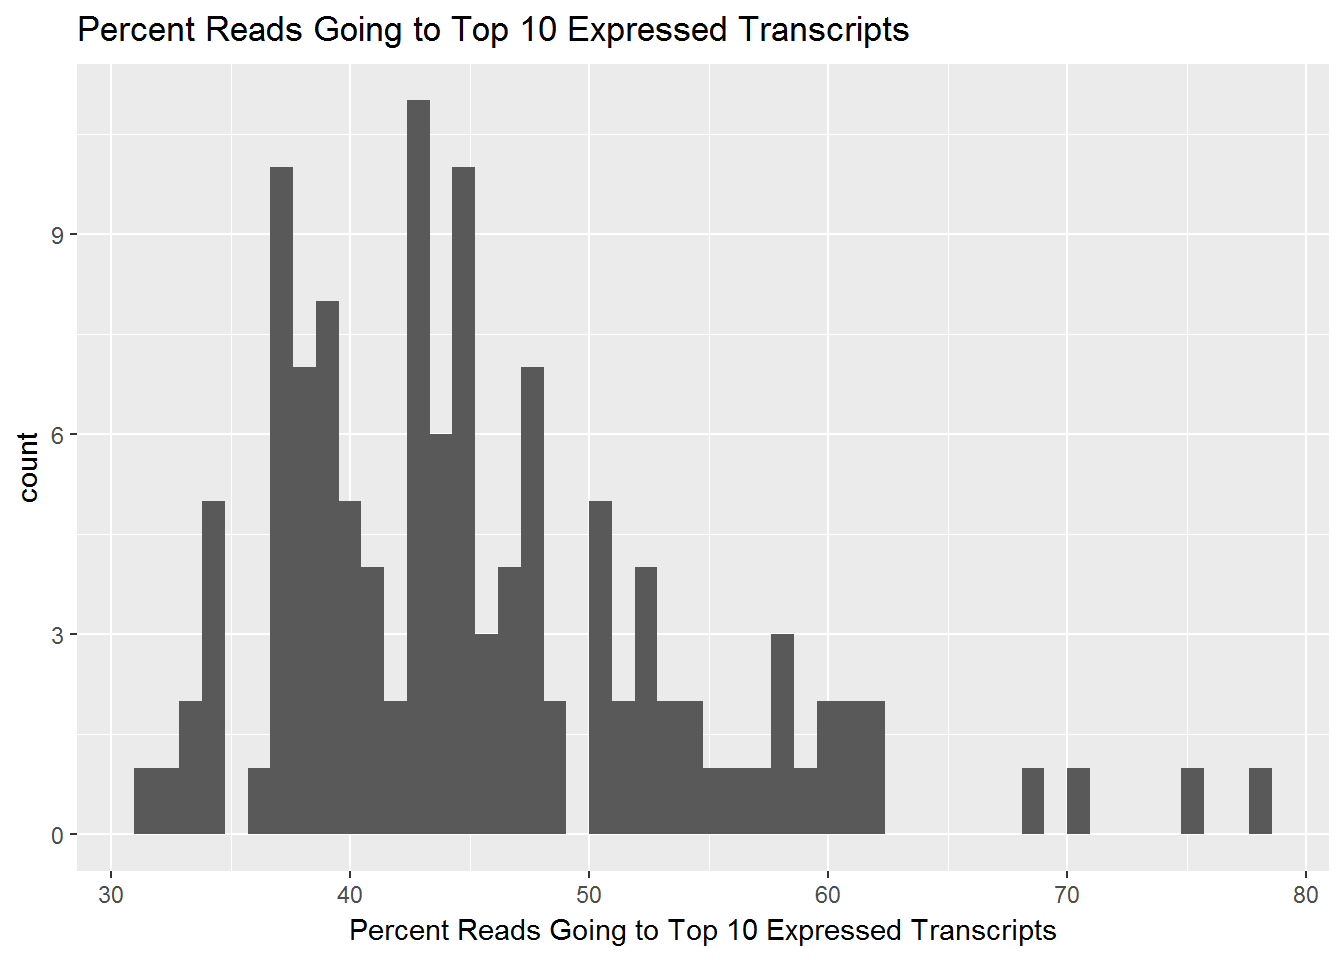 Percent Reads Going to Top 10 Expressed Transcripts
9
6
3
0
count
30 40 50 60 70 80
Percent Reads Going to Top 10 Expressed Transcripts